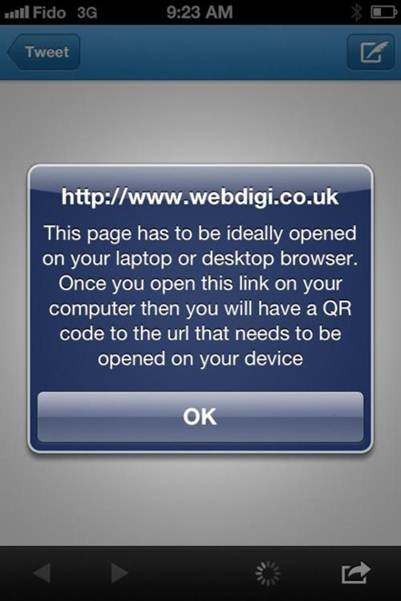 Fido 3G 9:23 AM
Tweet
http://www.webdigi.co.uk
This page has to be ideally opened
on your laptop or desktop browser.
Once you open this link on your
computer then you will have a QR
code to the url that needs to be
opened on your device
OK